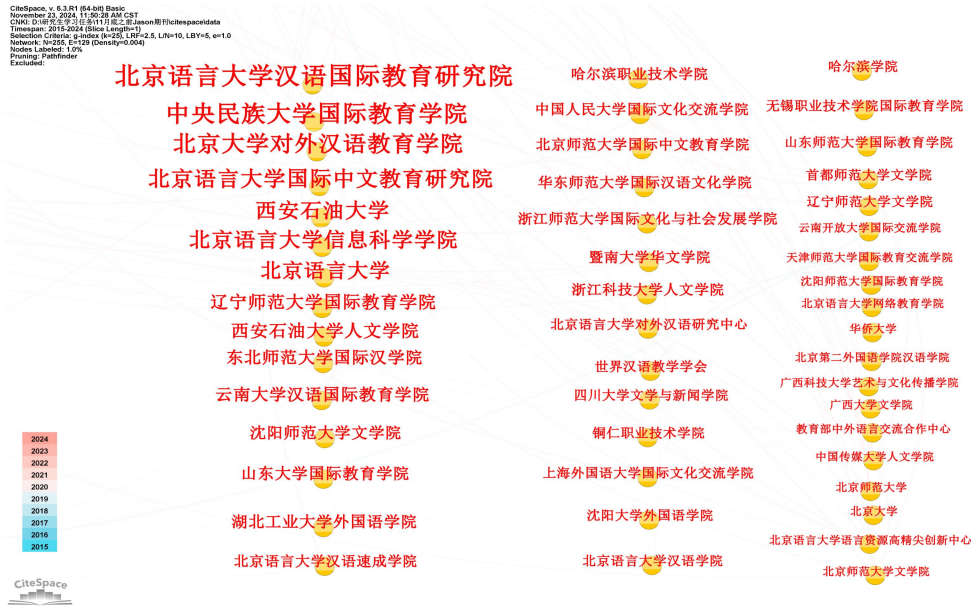 CiteSpace, v. 6.3.R1 (64-bit) Basic
November 23, 2024, 11:50:28 AM CST
CNKI: D:\研究生学习任务\11月底之前Jason期刊\citespace\data
Timespan: 2015-2024 (Slice Length=1)
Selection Criteria: g-index (k=25), LRF=2.5, L/N=10, LBY=5, e=1.0
Network: N=255, E=129 (Density=0.004)
Nodes Labeled: 1.0%
Pruning: Pathfinder
Excluded:
北京语言大学汉语国际教育研究院
中央民族大学国际教育学院
北京大学对外汉语教育学院
北京语言大学国际中文教育研究院
西安石油大学
北京语言大学信息科学学院
北京语言大学
辽宁师范大学国际教育学院
西安石油大学人文学院
东北师范大学国际汉学院
云南大学汉语国际教育学院
沈阳师范大学文学院
山东大学国际教育学院
湖北工业大学外国语学院
北京语言大学汉语速成学院
哈尔滨职业技术学院
中国人民大学国际文化交流学院
北京师范大学国际中文教育学院
华东师范大学国际汉语文化学院
浙江师范大学国际文化与社会发展学院
暨南大学华文学院
浙江科技大学人文学院
北京语言大学对外汉语研究中心
世界汉语教学学会
四川大学文学与新闻学院
铜仁职业技术学院
上海外国语大学国际文化交流学院
沈阳大学外国语学院
北京语言大学汉语学院
哈尔滨学院
无锡职业技术学院国际教育学院
山东师范大学国际教育学院
首都师范大学文学院
辽宁师范大学文学院
云南开放大学国际交流学院
天津师范大学国际教育交流学院
沈阳师范大学国际教育学院
北京语言大学网络教育学院
华侨大学
北京第二外国语学院汉语学院
广西科技大学艺术与文化传播学院
广西大学文学院
教育部中外语言交流合作中心
中国传媒大学人文学院
北京师范大学
北京大学
北京语言大学语言资源高精尖创新中心
北京师范大学文学院
2024
2023
2022
2021
2020
2019
2018
2017
2016
2015
CiteSpace